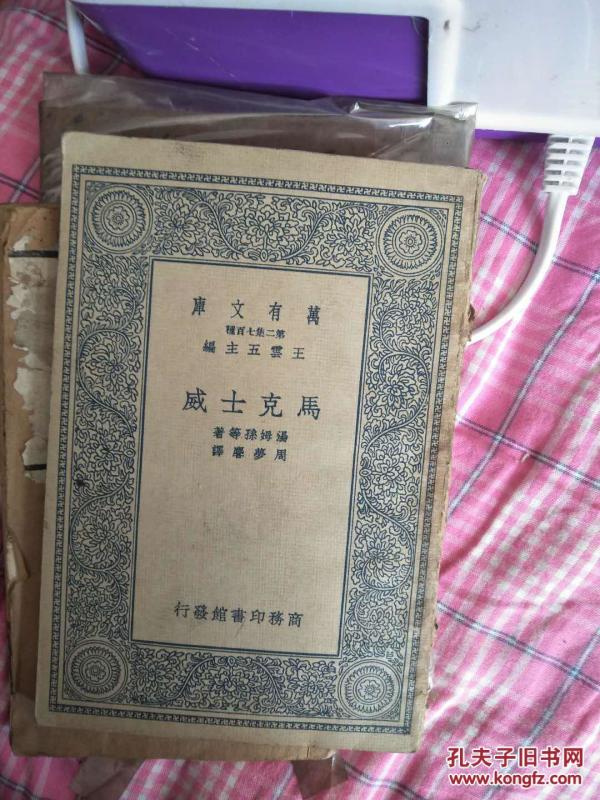 萬有文庫
第二集七百種
王雲五主編
馬克士威
湯姆孫等著
周夢麐譯
商務印書館發行
孔夫子旧书网
www.kongfz.com